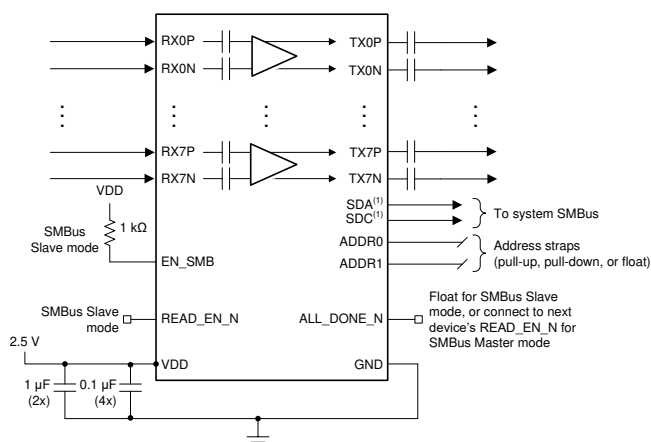 RX0P
TX0P
RX0N
TX0N
RX7P
TX7P
RX7N
TX7N
VDD
1 kΩ
SMBus
Slave mode
EN_SMB
SDA(1)
SDC(1)
To system SMBus
ADDR0
ADDR1
Address straps
(pull-up, pull-down, or float)
SMBus Slave
mode
READ_EN_N
ALL_DONE_N
Float for SMBus Slave
mode, or connect to next
device's READ_EN_N for
SMBus Master mode
2.5 V
VDD
GND
1 µF
(2x)
0.1 µF
(4x)